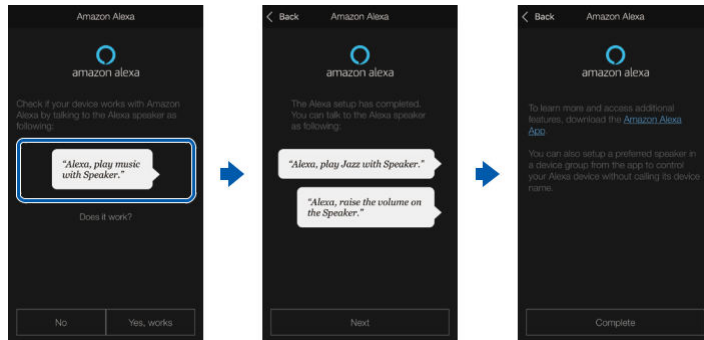 Amazon Alexa
amazon alexa
Check if your device works with Amazon
Alexa by talking to the Alexa speaker as
following:
"Alexa, play music
with Speaker."
Does it work?
No
Yes, works
Back
Amazon Alexa
amazon alexa
The Alexa setup has completed.
You can talk to the Alexa speaker
as following:
"Alexa, play Jazz with Speaker."
"Alexa, raise the volume on
the Speaker."
Next
Back
Amazon Alexa
amazon alexa
To learn more and access additional
features, download the Amazon Alexa
App.
You can also setup a preferred speaker in
a device group from the app to control
your Alexa device without calling its device
name.
Complete